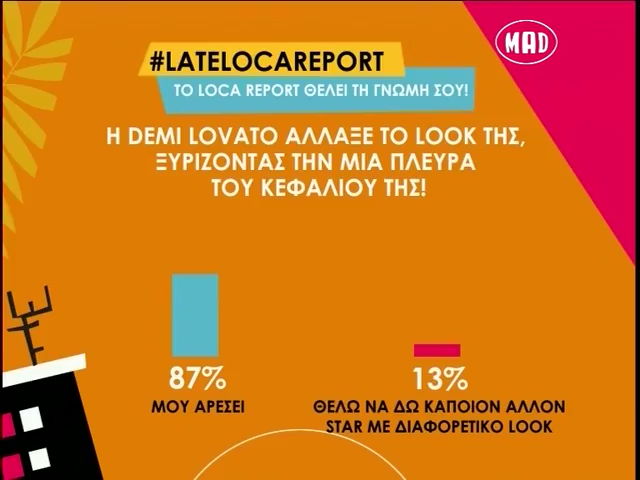 MAD
#LATELOCAREPORT
ΤΟ LOCA REPORT ΘΕΛΕΙ ΤΗ ΓΝΩΜΗ ΣΟΥ!
Η DEMI LOVATO ΑΛΛΑΞΕ ΤΟ LOOK ΤΗΣ,
ΞΥΡΙΖΟΝΤΑΣ ΤΗΝ ΜΙΑ ΠΛΕΥΡΑ
ΤΟΥ ΚΕΦΑΛΙΟΥ ΤΗΣ!
87%
ΜΟΥ ΑΡΕΣΕΙ
13%
ΘΕΛΩ ΝΑ ΔΩ ΚΑΠΟΙΟΝ ΑΛΛΟΝ
STAR ΜΕ ΔΙΑΦΟΡΕΤΙΚΟ LOOK